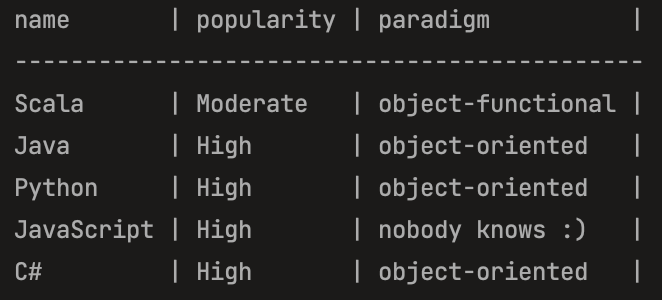 name       | popularity | paradigm          |
---------------------------------------------
Scala      | Moderate   | object-functional |
Java       | High       | object-oriented   |
Python     | High       | object-oriented   |
JavaScript | High       | nobody knows :)   |
C#         | High       | object-oriented   |